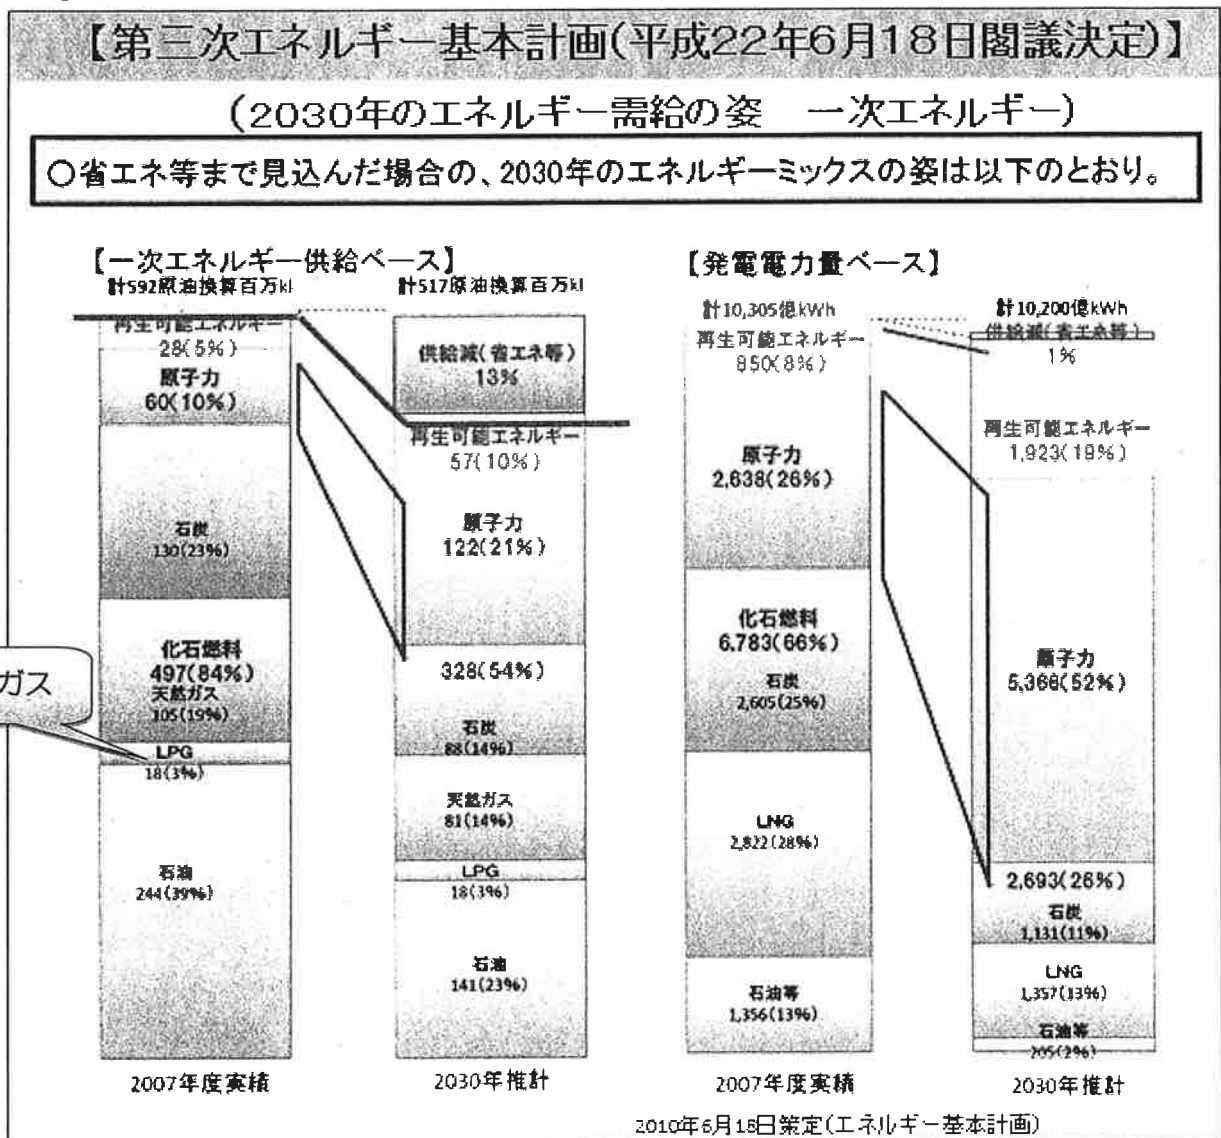 【第三次エネルギー基本計画(平成22年6月18日閣議決定)】
(2030年のエネルギー需給の姿　一次エネルギー)
○省エネ等まで見込んだ場合の、2030年のエネルギーミックスの姿は以下のとおり。
【一次エネルギー供給ベース】
計592原油換算百万kl
計517原油換算百万kl
再生可能エネルギー
28(5%)
原子力
60(10%)
石炭
130(23%)
化石燃料
497(84%)
天然ガス
105(19%)
LPG
18(3%)
石油
244(39%)
2007年度実績
ガス
供給減(省エネ等)
13%
再生可能エネルギー
57(10%)
原子力
122(21%)
328(54%)
石炭
88(14%)
天然ガス
81(14%)
LPG
18(3%)
石油
141(23%)
2030年推計
【発電電力量ベース】
計10,305億kWh
再生可能エネルギー
850(8%)
原子力
2,638(26%)
化石燃料
6.783(66%)
石炭
2,605(25%)
LNG
2,822(28%)
石油等
1,356(13%)
2007年度実績
計10,200億kWh
供給減(省エネ等)
1%
再生可能エネルギー
1,923(19%)
原子力
5,366(52%)
2,693(26%)
石炭
1,131(11%)
LNG
1,357(13%)
石油等
205(2%)
2030年推計
2010年6月18日策定(エネルギー基本計画)